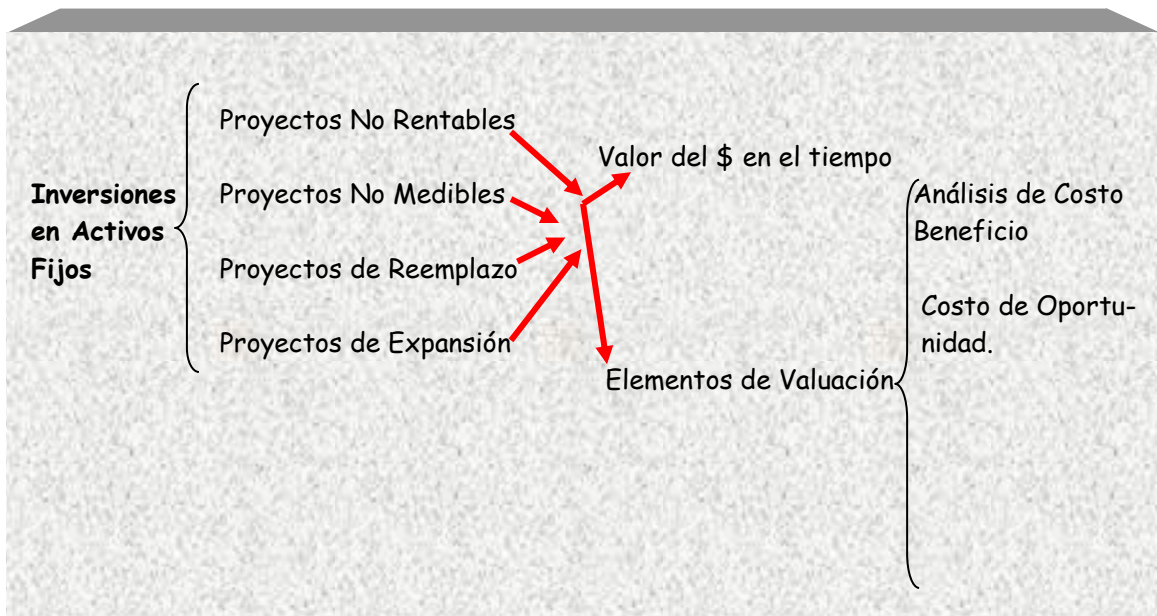 Inversiones
en Activos
Fijos
Proyectos No Rentables
Proyectos No Medibles
Proyectos de Reemplazo
Proyectos de Expansión
Valor del $ en el tiempo
Elementos de Valuación
Análisis de Costo
Beneficio
Costo de Oportu-
nidad.